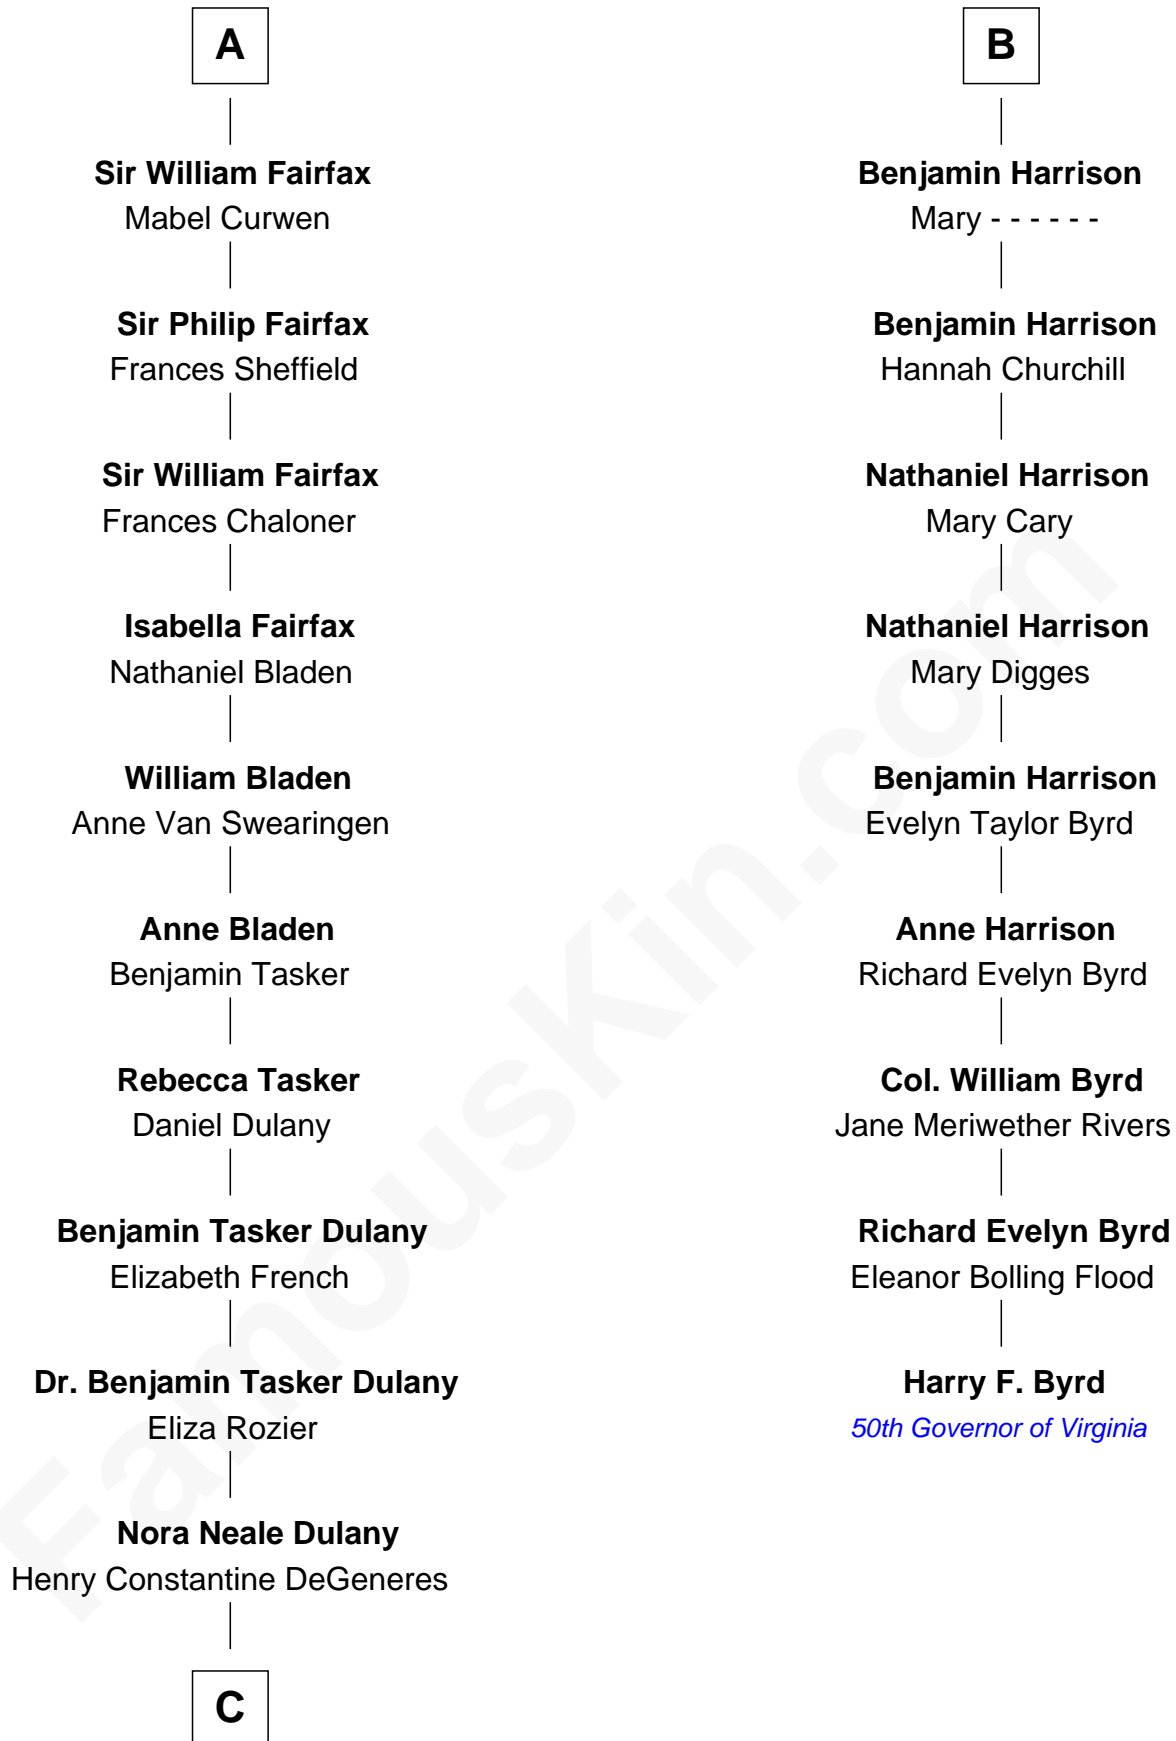 A
Sir William Fairfax
Mabel Curwen
Sir Philip Fairfax
Frances Sheffield
Sir William Fairfax
Frances Chaloner
Isabella Fairfax
Nathaniel Bladen
William Bladen
Anne Van Swearingen
Anne Bladen
Benjamin Tasker
Rebecca Tasker
Daniel Dulany
Benjamin Tasker Dulany
Elizabeth French
Dr. Benjamin Tasker Dulany
Eliza Rozier
Nora Neale Dulany
Henry Constantine DeGeneres
C
B
Benjamin Harrison
Mary - - - - - -
Benjamin Harrison
Hannah Churchill
Nathaniel Harrison
Mary Cary
Nathaniel Harrison
Mary Digges
Benjamin Harrison
Evelyn Taylor Byrd
Anne Harrison
Richard Evelyn Byrd
Col. William Byrd
Jane Meriwether Rivers
Richard Evelyn Byrd
Eleanor Bolling Flood
Harry F. Byrd
50th Governor of Virginia
FamousKin.com